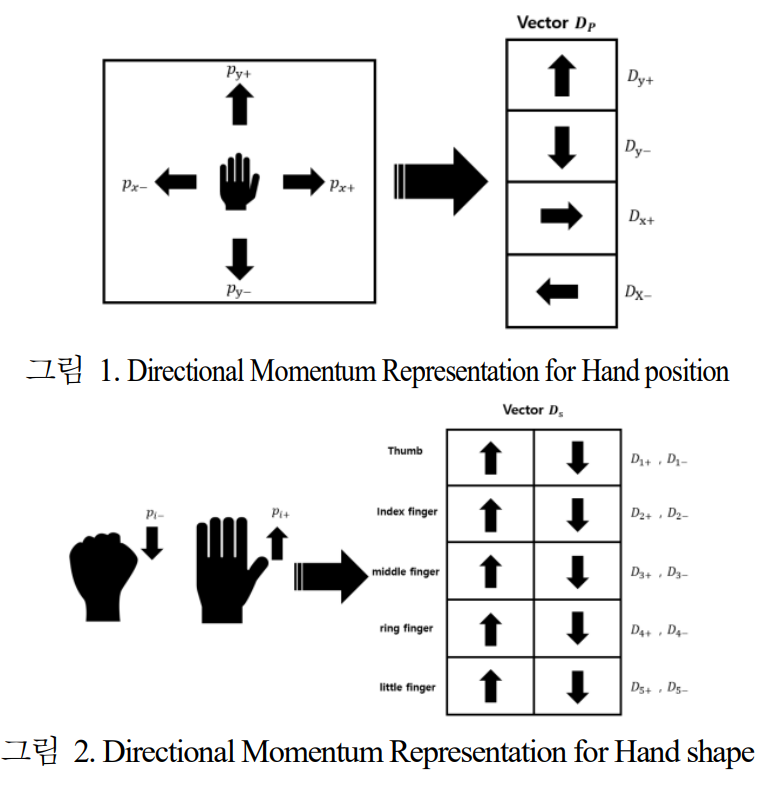 Vector D_P
p_{y+}
D_{y+}
D_{y−}
p_{x−} p_{x+}
D_{x+}
p_{y−}
D_{X−}
그림 1. Directional Momentum Representation for Hand position
Vector D_s
Thumb
D_{1+} , D_{1−}
p_{i−} p_{i+}
Index finger D_{2+} , D_{2−}
middle finger D_{3+} , D_{3−}
ring finger D_{4+} , D_{4−}
little finger D_{5+} , D_{5−}
그림 2. Directional Momentum Representation for Hand shape